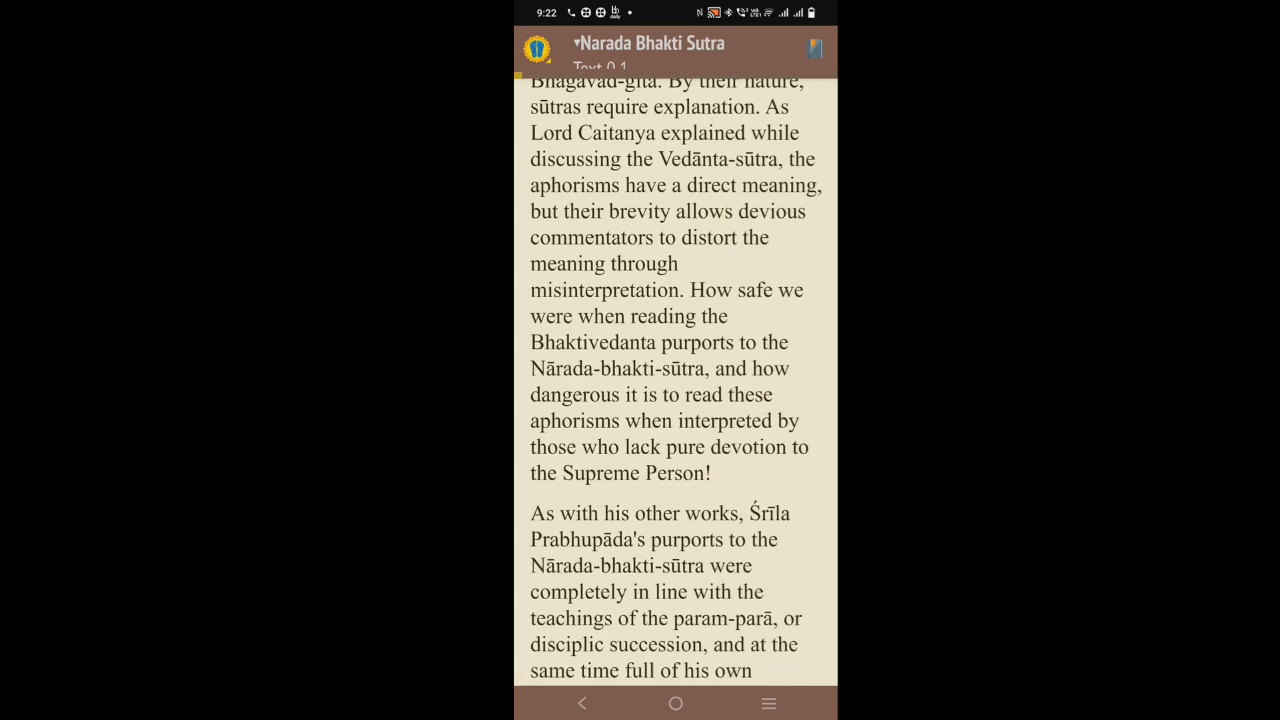 9:22
daily
▾Narada Bhakti Sutra
Text 0.1
Bhagavad-gītā. By their nature,
sūtras require explanation. As
Lord Caitanya explained while
discussing the Vedānta-sūtra, the
aphorisms have a direct meaning,
but their brevity allows devious
commentators to distort the
meaning through
misinterpretation. How safe we
were when reading the
Bhaktivedanta purports to the
Nārada-bhakti-sūtra, and how
dangerous it is to read these
aphorisms when interpreted by
those who lack pure devotion to
the Supreme Person!
As with his other works, Śrīla
Prabhupāda's purports to the
Nārada-bhakti-sūtra were
completely in line with the
teachings of the param-parā, or
disciplic succession, and at the
same time full of his own